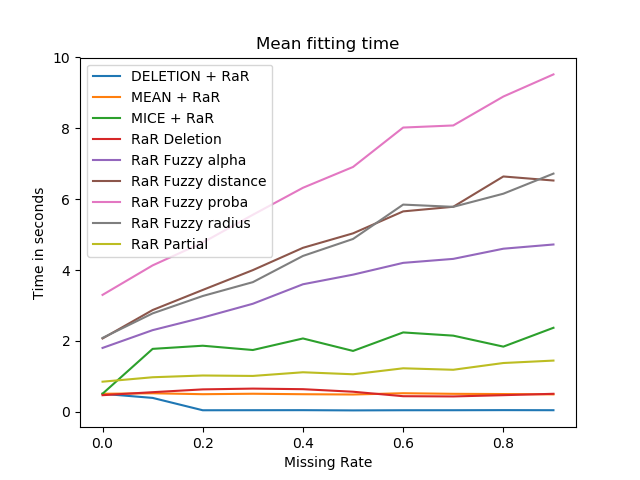 Mean fitting time
10
8
6
4
2
0
Time in seconds
DELETION + RaR
MEAN + RaR
MICE + RaR
RaR Deletion
RaR Fuzzy alpha
RaR Fuzzy distance
RaR Fuzzy proba
RaR Fuzzy radius
RaR Partial
0.0 0.2 0.4 0.6 0.8
Missing Rate